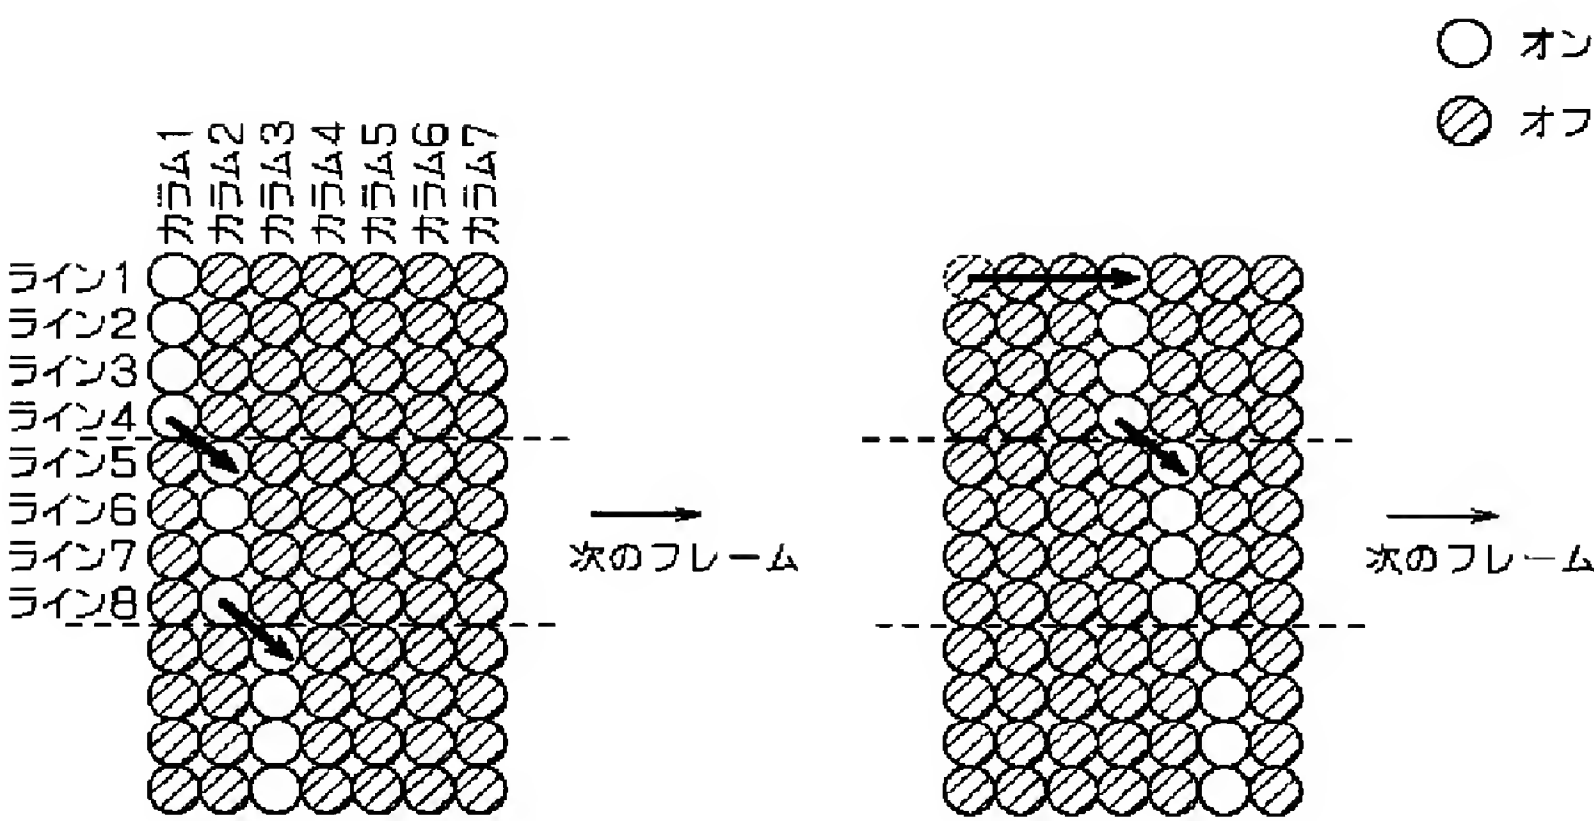 オン
オフ
カラム1
カラム2
カラム3
カラム4
カラム5
カラム6
カラム7
ライン1
ライン2
ライン3
ライン4
ライン5
ライン6
ライン7
ライン8
次のフレーム
次のフレーム